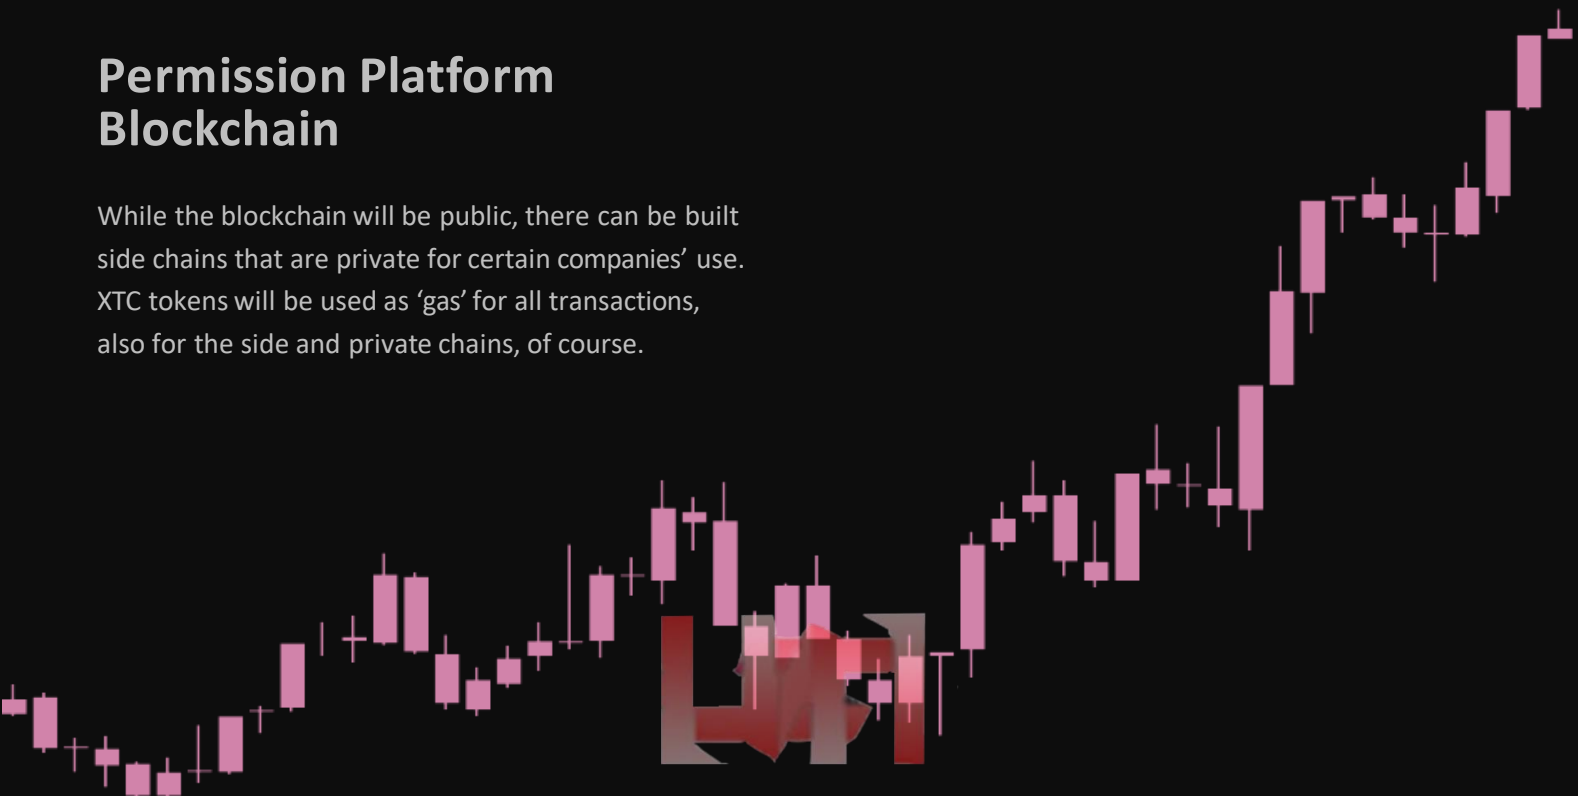 Permission Platform
Blockchain
While the blockchain will be public, there can be built
side chains that are private for certain companies’ use.
XTC tokens will be used as ‘gas’ for all transactions,
also for the side and private chains, of course.